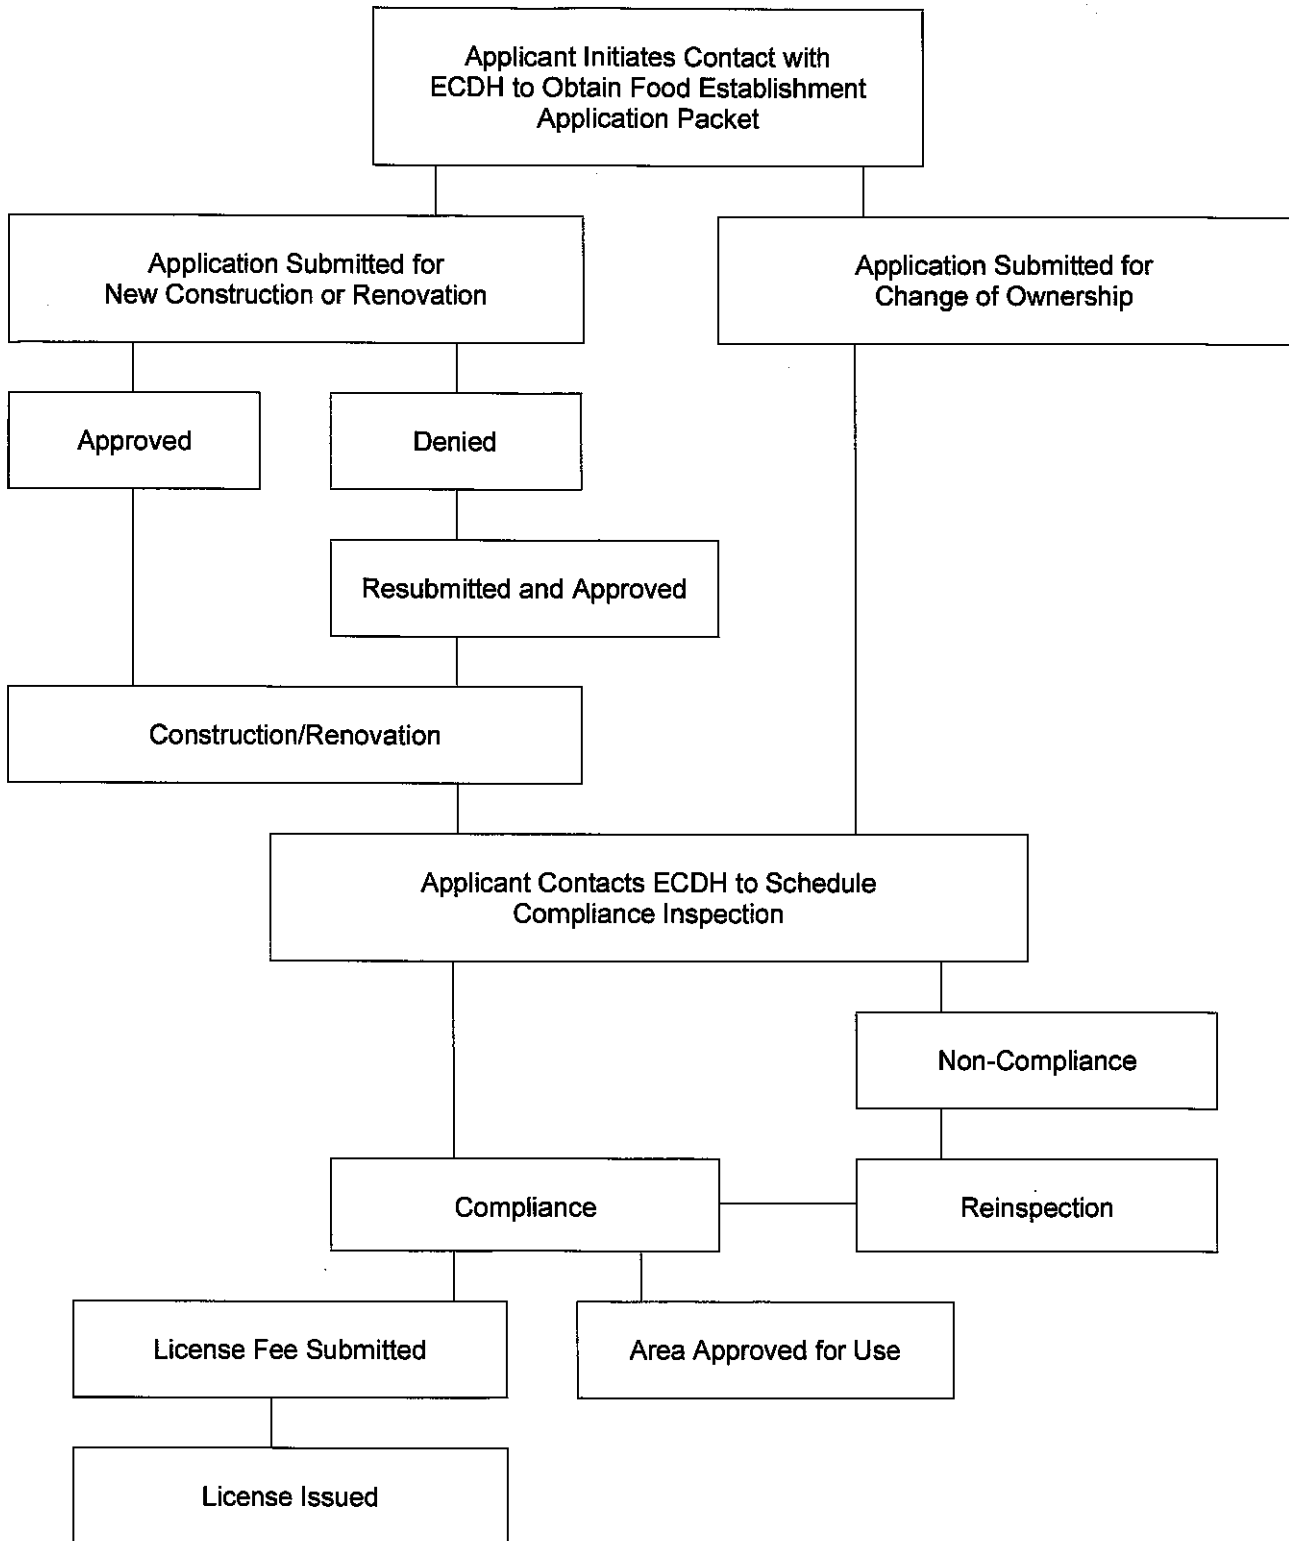 Applicant Initiates Contact with
ECDH to Obtain Food Establishment
Application Packet
Application Submitted for
New Construction or Renovation
Application Submitted for
Change of Ownership
Approved
Denied
Resubmitted and Approved
Construction/Renovation
Applicant Contacts ECDH to Schedule
Compliance Inspection
Non-Compliance
Compliance
Reinspection
License Fee Submitted
Area Approved for Use
License Issued